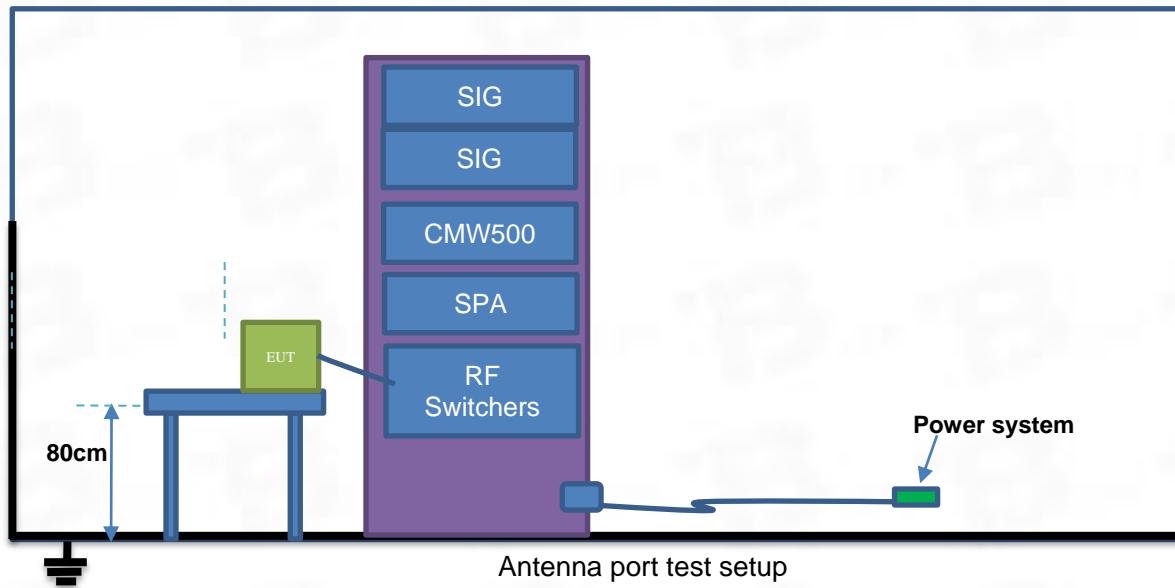 SIG
SIG
CMW500
SPA
EUT
RF
Switchers
80cm
Power system
Antenna port test setup